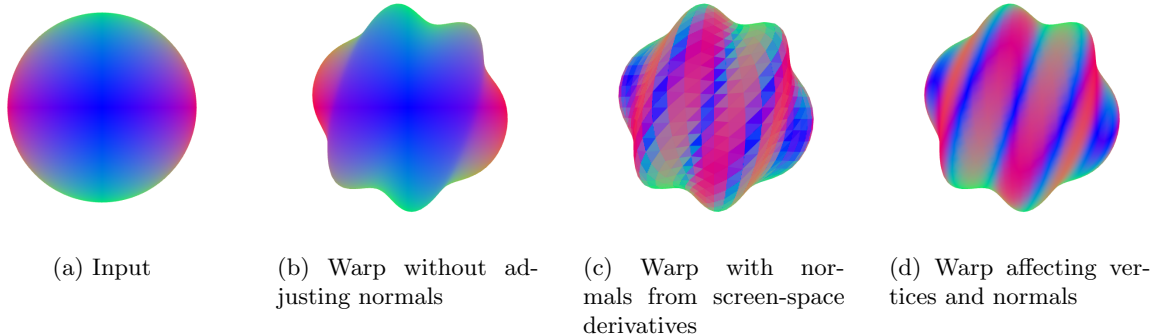 (a) Input
(b) Warp without ad-
justing normals
(c) Warp with nor-
mals from screen-space
derivatives
(d) Warp affecting ver-
tices and normals